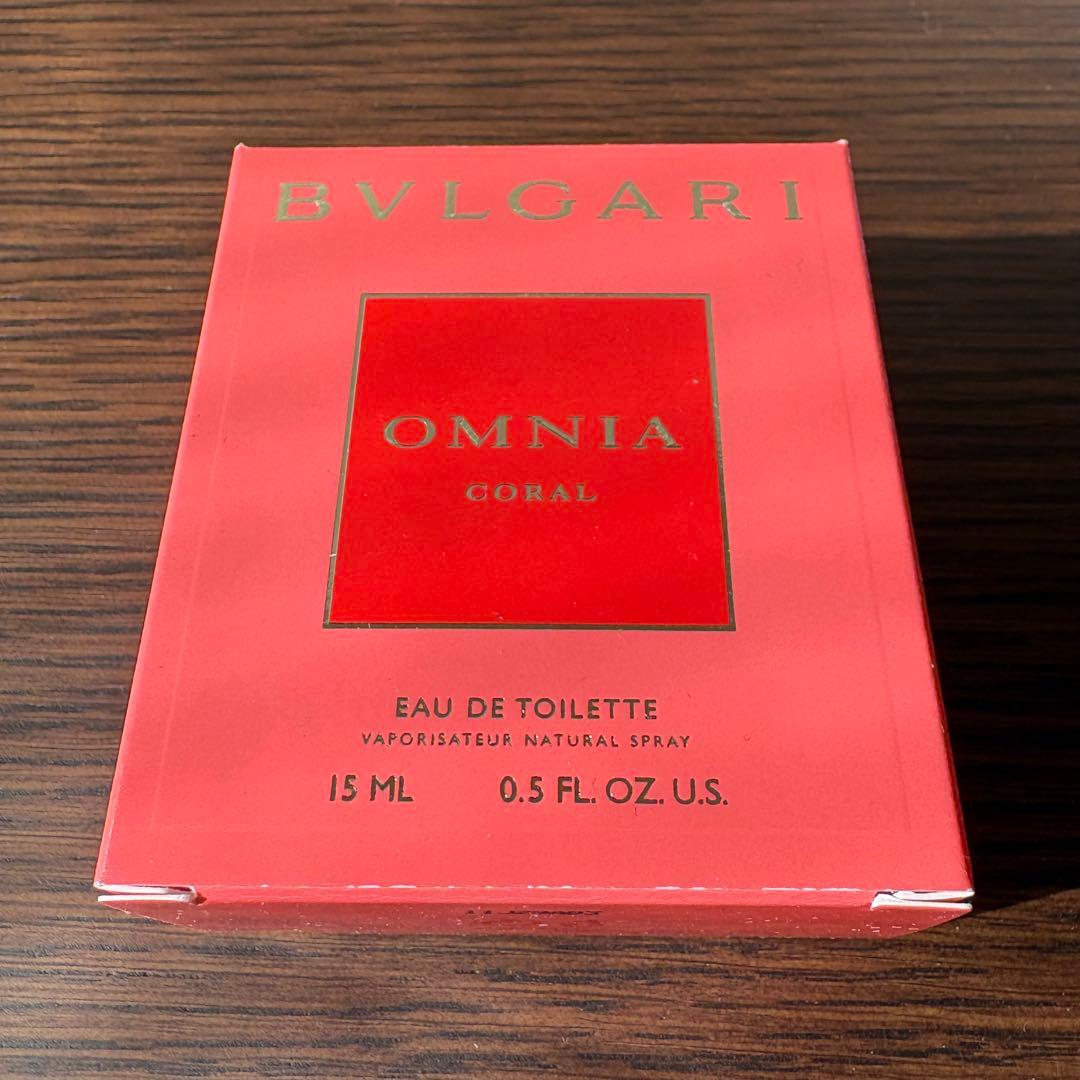 BVLGARI
OMNIA
CORAL
EAU DE TOILETTE
VAPORISATEUR NATURAL SPRAY
15 ML 0.5 FL. OZ. U.S.